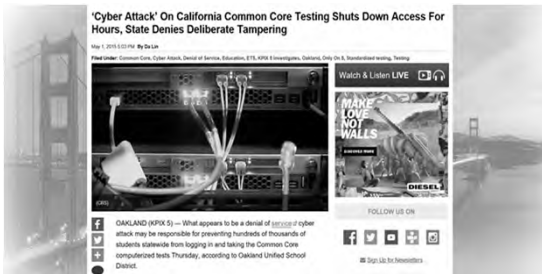 ‘Cyber Attack’ On California Common Core Testing Shuts Down Access For
Hours, State Denies Deliberate Tampering
May 1, 2015 5:03 PM By Da Lin
Filed Under: Common Core, Cyber Attack, Denial of Service, Education, ETS, KPIX 5 Investigates, Oakland, Only On 5, Standardized testing, Testing
(CBS)
OAKLAND (KPIX 5) — What appears to be a denial of service cyber
attack may be responsible for preventing hundreds of thousands of
students statewide from logging in and taking the Common Core
computerized tests Thursday, according to Oakland Unified School
District.
Watch & Listen LIVE
MAKE
LOVE
NOT
WALLS
DISCOVER MORE
DIESEL
FOLLOW US ON
Sign Up for Newsletters